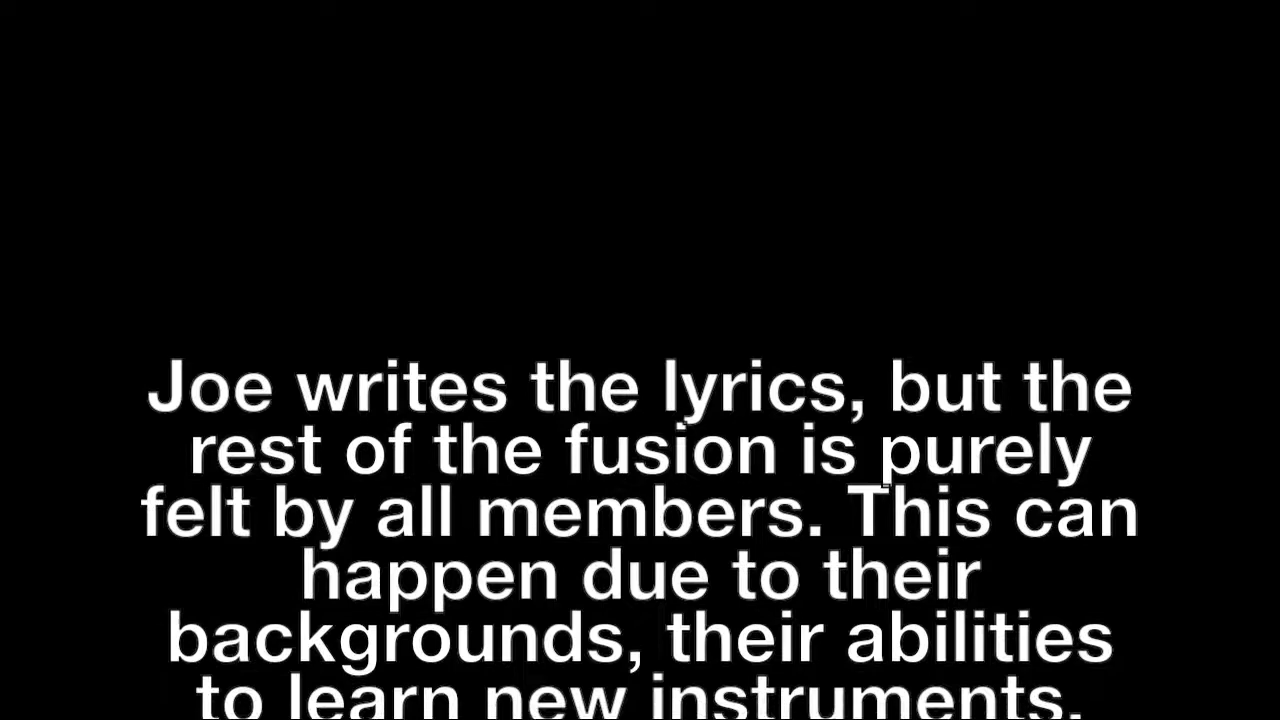 Joe writes the lyrics, but the
rest of the fusion is purely
felt by all members. This can
happen due to their
backgrounds, their abilities
to learn new instruments,